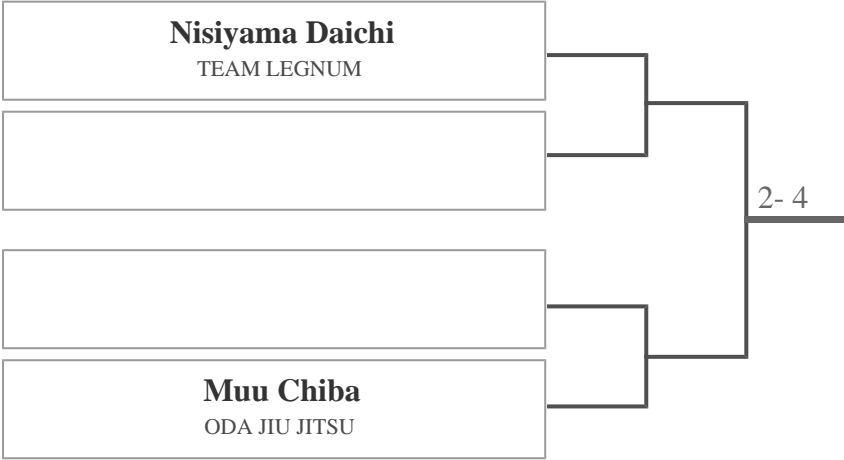 Nisiyama Daichi
TEAM LEGNUM
2- 4
Muu Chiba
ODA JIU JITSU